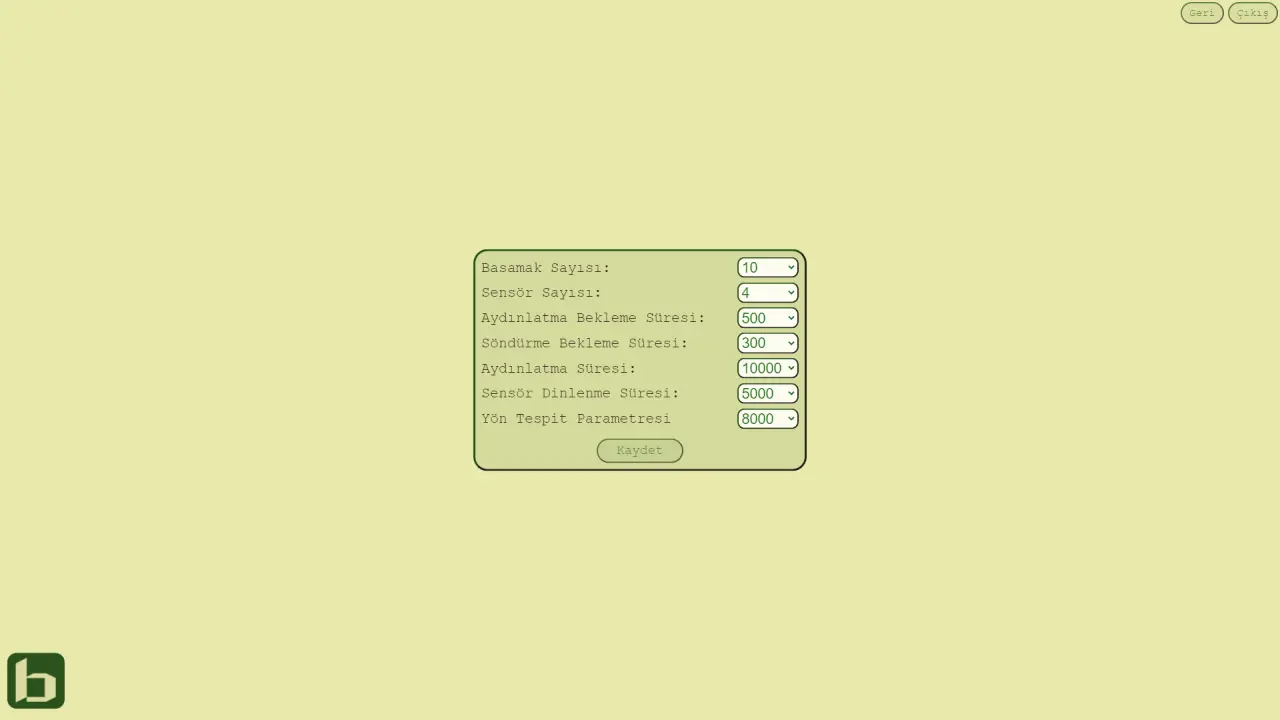 Geri Çıkış
Basamak Sayısı: 10
Sensör Sayısı: 4
Aydınlatma Bekleme Süresi: 500
Söndürme Bekleme Süresi: 300
Aydınlatma Süresi: 10000
Sensör Dinlenme Süresi: 5000
Yön Tespit Parametresi 8000
Kaydet
b